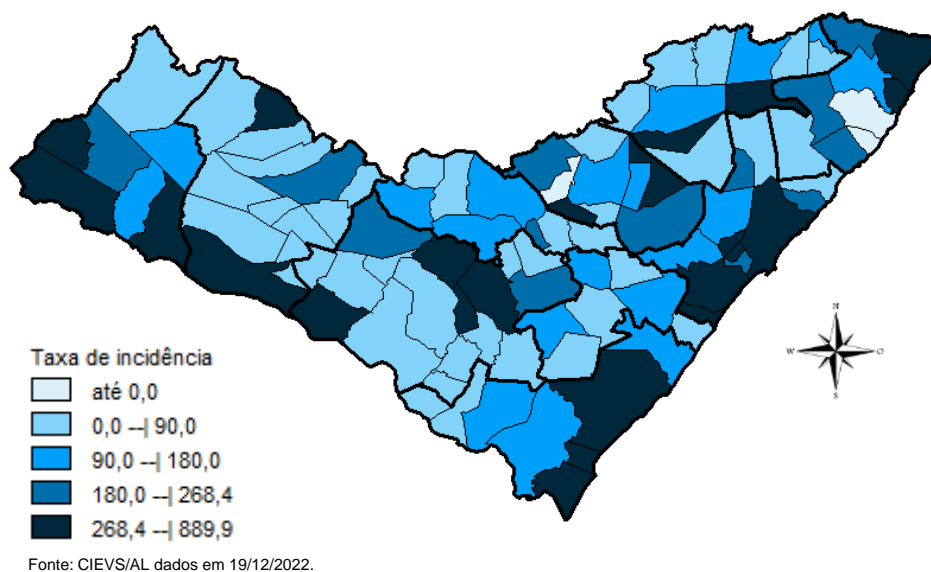 N
W
O
S
Taxa de incidência
até 0,0
0,0 --| 90,0
90,0 --| 180,0
180,0 --| 268,4
268,4 --| 889,9
Fonte: CIEVS/AL dados em 19/12/2022.